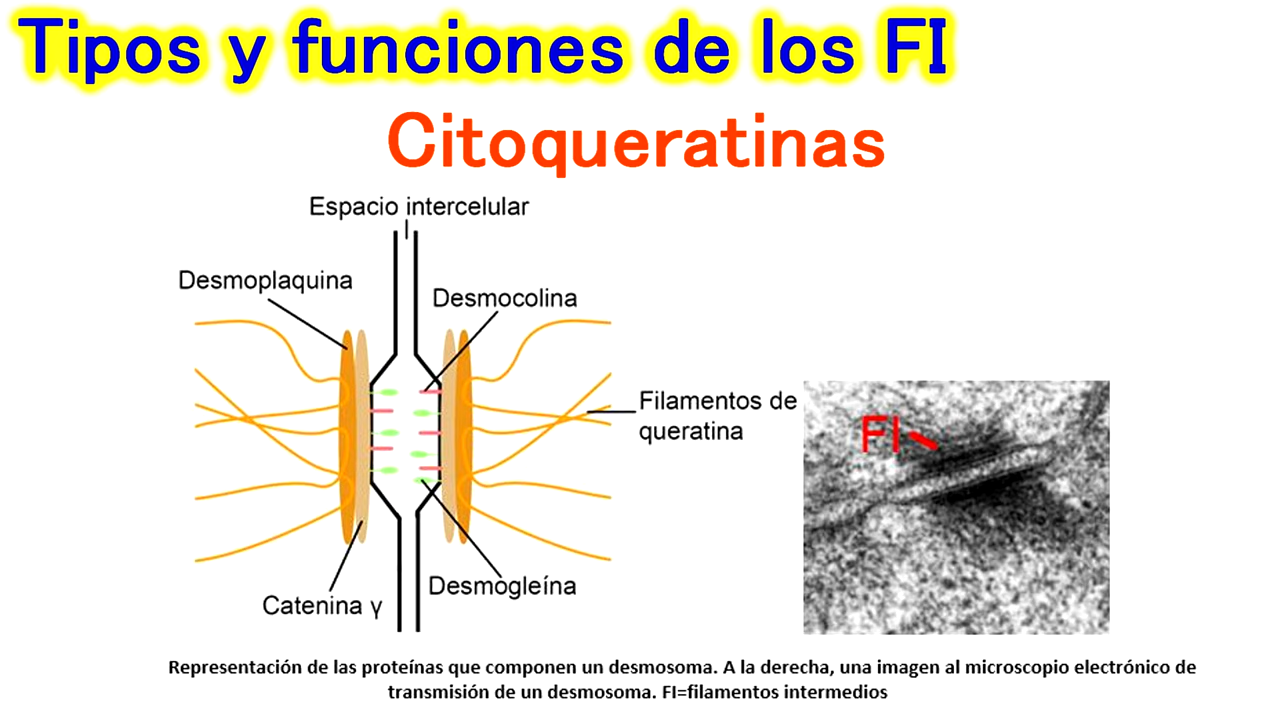 Tipos y funciones de los FI
Citoqueratinas
Espacio intercelular
Desmoplaquina
Desmocolina
Filamentos de
queratina
FI
Desmogleína
Catenina γ
Representación de las proteínas que componen un desmosoma. A la derecha, una imagen al microscopio electrónico de
transmisión de un desmosoma. FI=filamentos intermedios